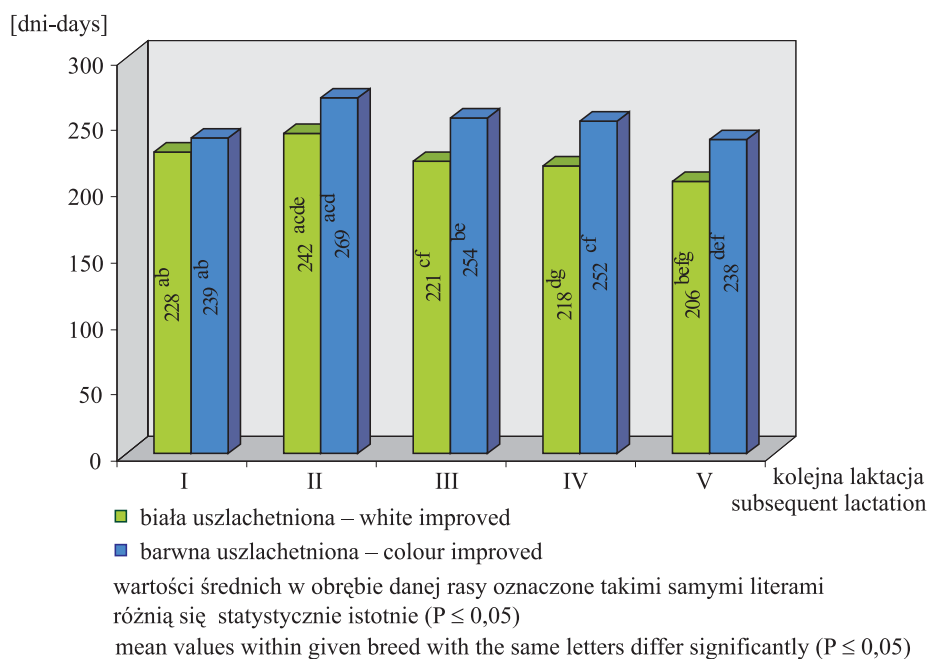 [dni-days]
300
250
200
150
100
50
0
228 ab
239 ab
242 acde
269 acd
221 cf
254 be
218 dg
252 cf
206 befg
238 def
I II III IV V
kolejna laktacja
subsequent lactation
biała uszlachetniona – white improved
barwna uszlachetniona – colour improved
wartości średnich w obrębie danej rasy oznaczone takimi samymi literami
różnią się statystycznie istotnie (P ≤ 0,05)
mean values within given breed with the same letters differ significantly (P ≤ 0,05)